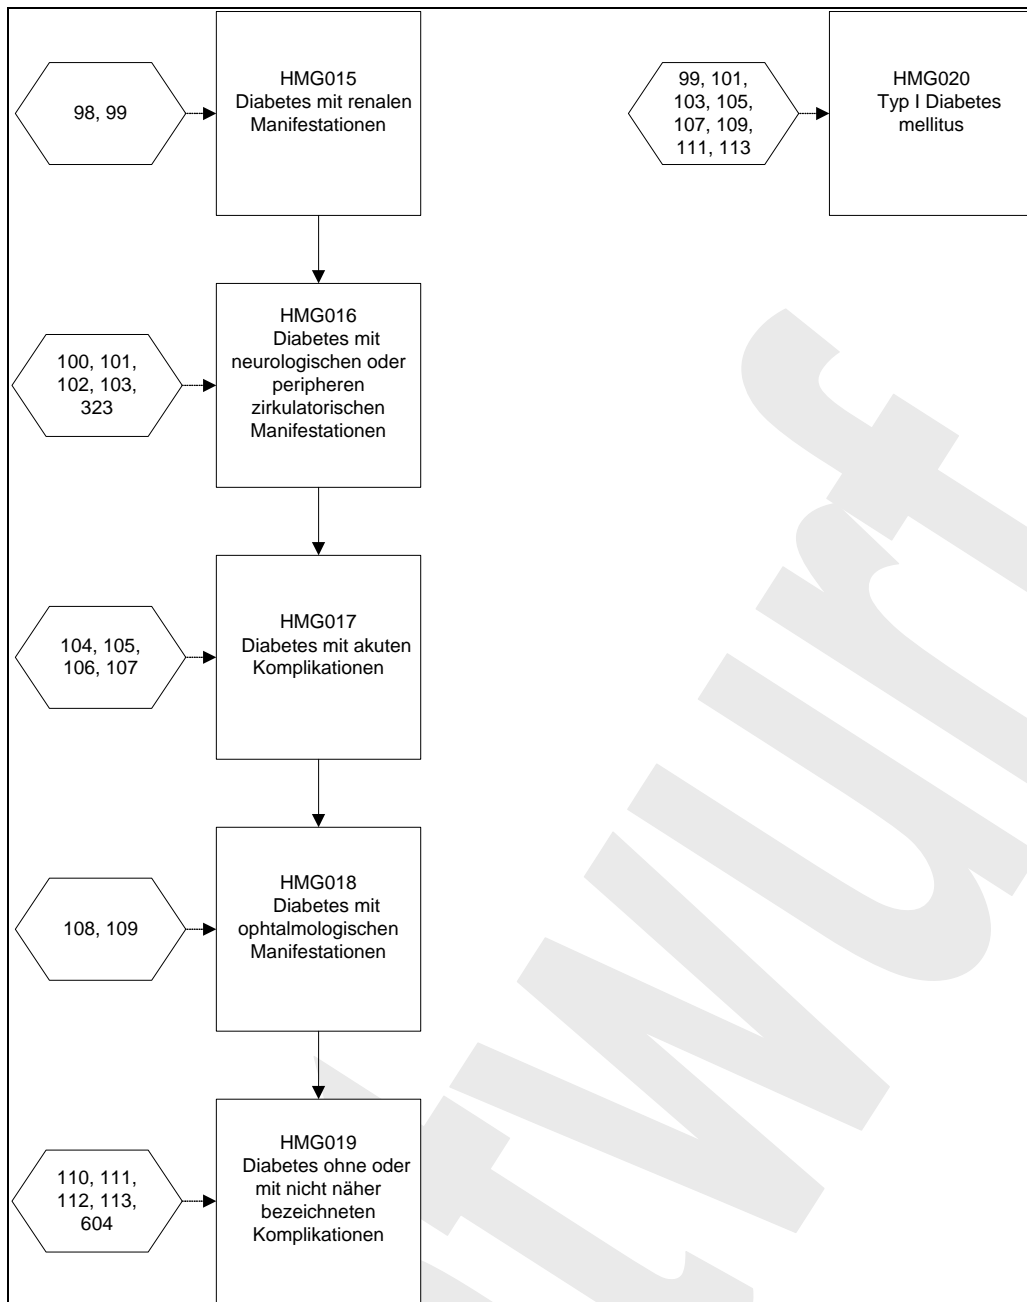 98, 99
HMG015
Diabetes mit renalen
Manifestationen
99, 101,
103, 105,
107, 109,
111, 113
HMG020
Typ I Diabetes
mellitus
100, 101,
102, 103,
323
HMG016
Diabetes mit
neurologischen oder
peripheren
zirkulatorischen
Manifestationen
104, 105,
106, 107
HMG017
Diabetes mit akuten
Komplikationen
108, 109
HMG018
Diabetes mit
ophtalmologischen
Manifestationen
110, 111,
112, 113,
604
HMG019
Diabetes ohne oder
mit nicht näher
bezeichneten
Komplikationen